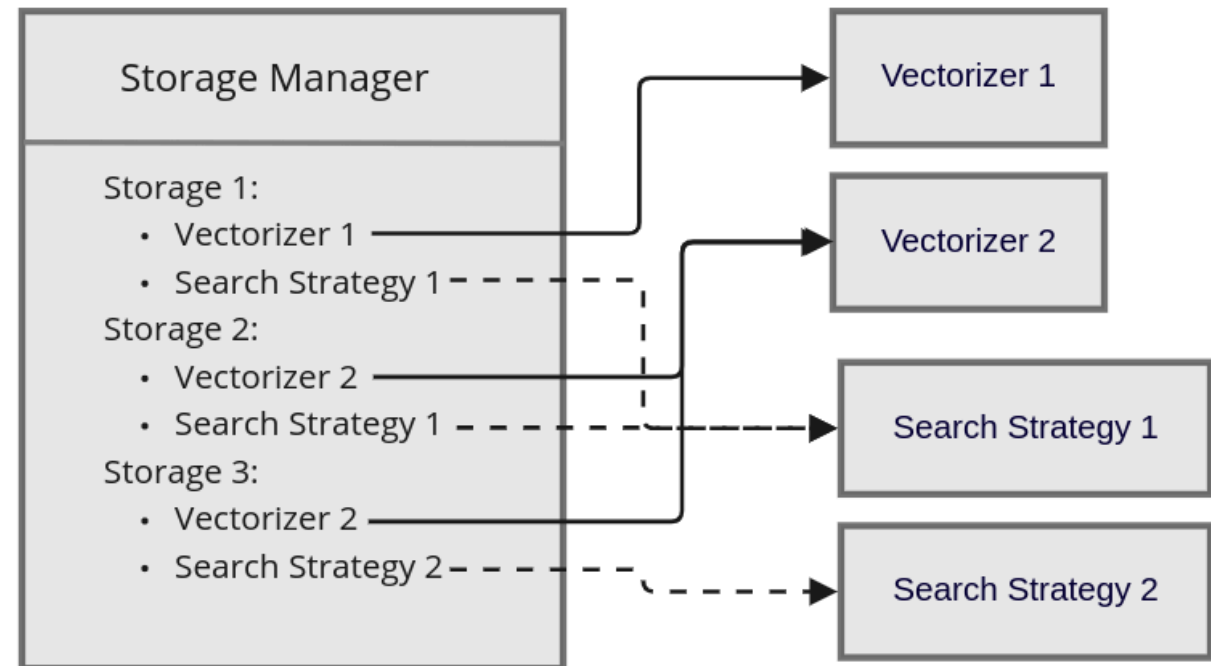 Storage Manager
Storage 1:
• Vectorizer 1
• Search Strategy 1
Storage 2:
• Vectorizer 2
• Search Strategy 1
Storage 3:
• Vectorizer 2
• Search Strategy 2
Vectorizer 1
Vectorizer 2
Search Strategy 1
Search Strategy 2